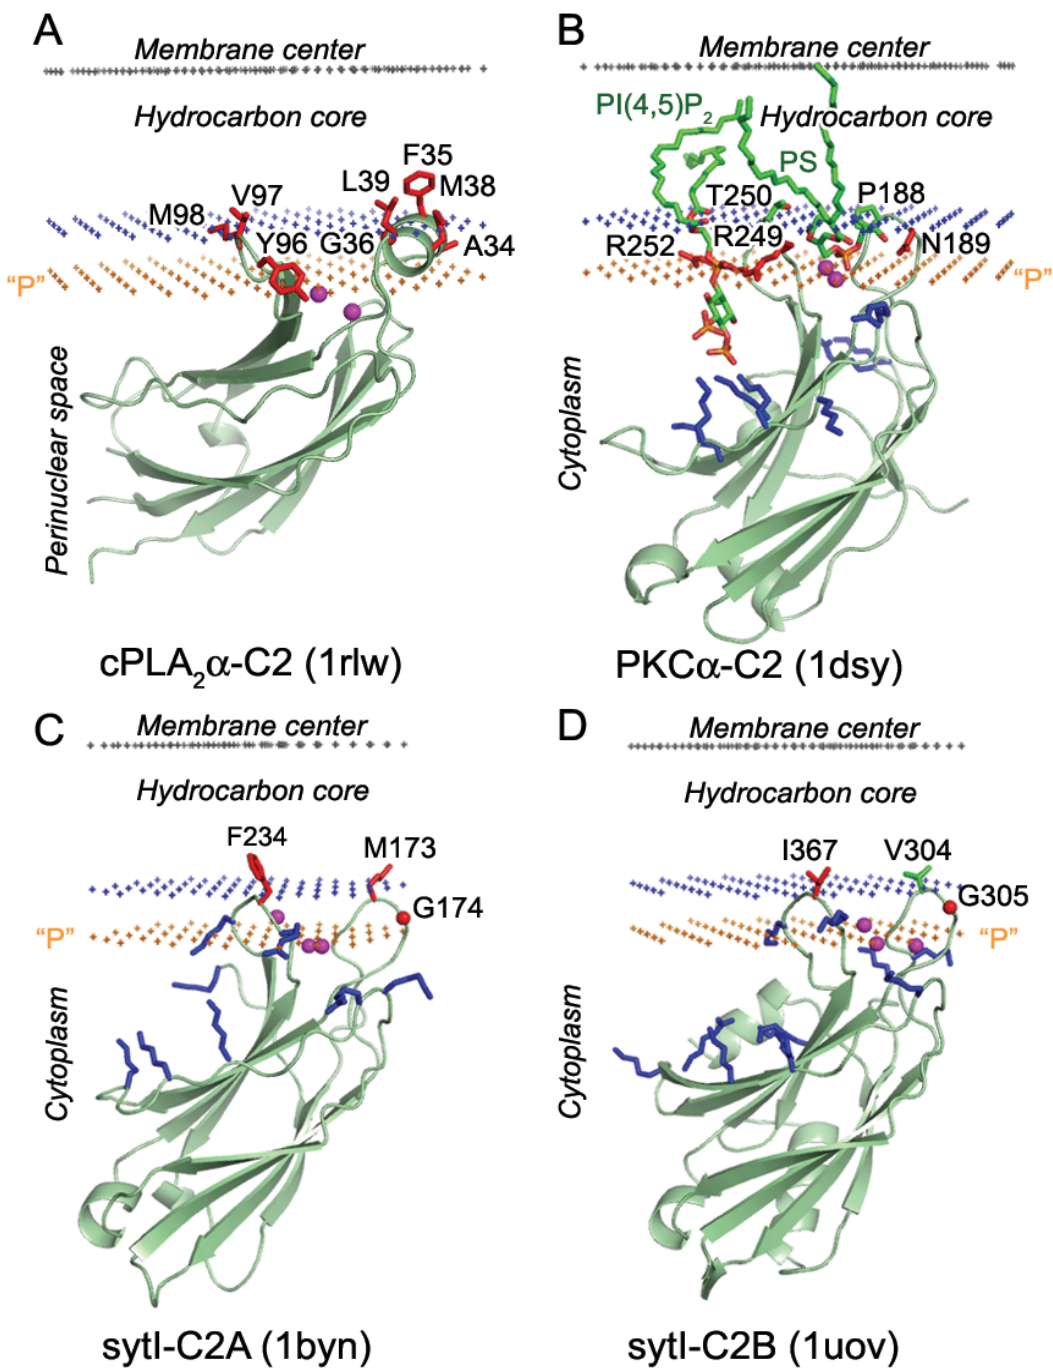 A
Membrane center
Hydrocarbon core
F35
L39
M38
V97
M98
Y96
G36
A34
“P”
Perinuclear space
cPLA₂α-C2 (1rlw)
B
Membrane center
PI(4,5)P₂
Hydrocarbon core
PS
T250
P188
R252
R249
N189
“P”
Cytoplasm
PKCα-C2 (1dsy)
C
Membrane center
Hydrocarbon core
F234
M173
G174
“P”
Cytoplasm
sytI-C2A (1byn)
D
Membrane center
Hydrocarbon core
I367
V304
G305
“P”
Cytoplasm
sytI-C2B (1uov)